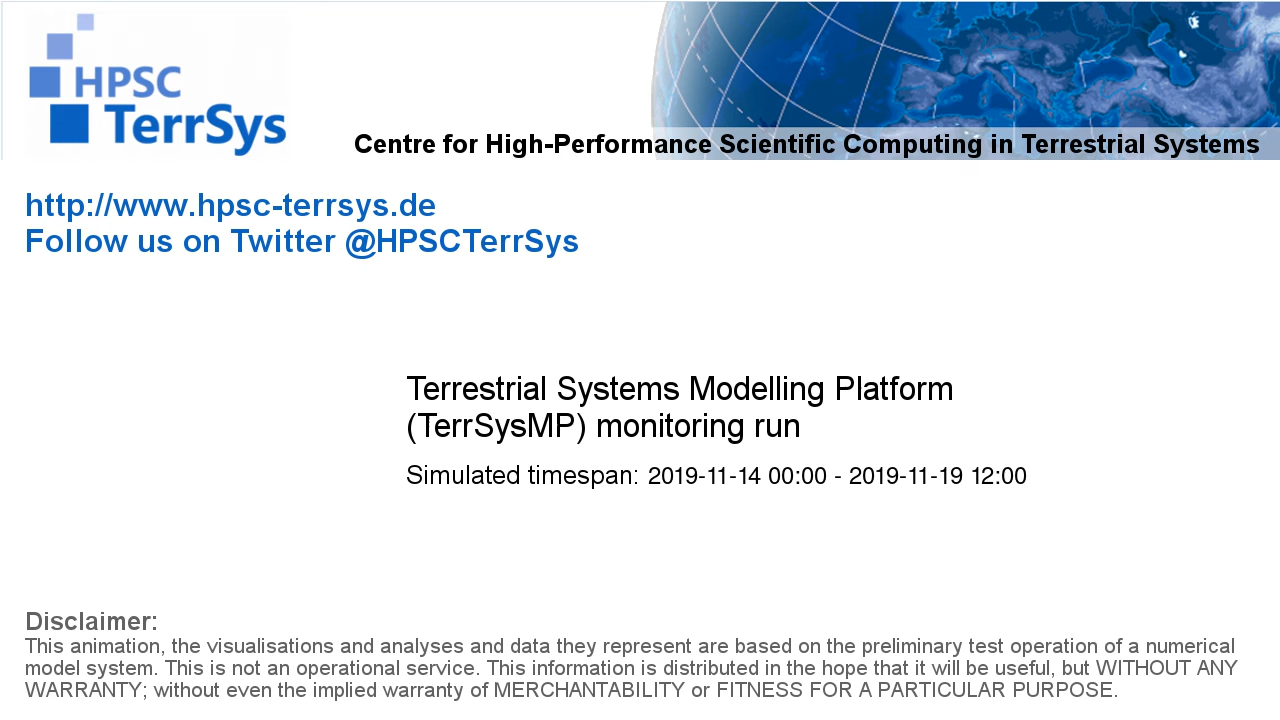 HPSC
TerrSys
Centre for High-Performance Scientific Computing in Terrestrial Systems
http://www.hpsc-terrsys.de
Follow us on Twitter @HPSCTerrSys
Terrestrial Systems Modelling Platform
(TerrSysMP) monitoring run
Simulated timespan: 2019-11-14 00:00 - 2019-11-19 12:00
Disclaimer:
This animation, the visualisations and analyses and data they represent are based on the preliminary test operation of a numerical
model system. This is not an operational service. This information is distributed in the hope that it will be useful, but WITHOUT ANY
WARRANTY; without even the implied warranty of MERCHANTABILITY or FITNESS FOR A PARTICULAR PURPOSE.